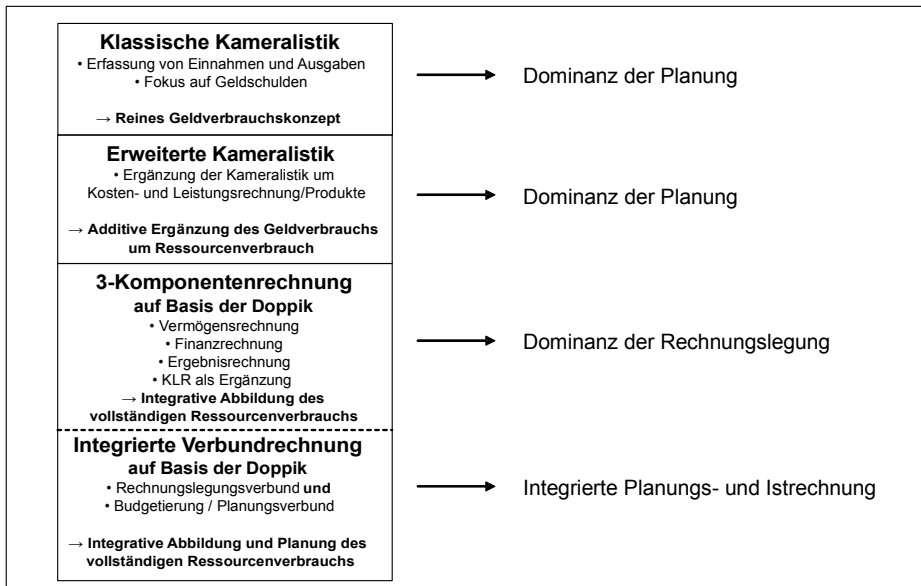 Klassische Kameralistik
• Erfassung von Einnahmen und Ausgaben
• Fokus auf Geldschulden
→ Reines Geldverbrauchskonzept
Dominanz der Planung
Erweiterte Kameralistik
• Ergänzung der Kameralistik um
Kosten- und Leistungsrechnung/Produkte
→ Additive Ergänzung des Geldverbrauchs
um Ressourcenverbrauch
Dominanz der Planung
3-Komponentenrechnung
auf Basis der Doppik
• Vermögensrechnung
• Finanzrechnung
• Ergebnisrechnung
• KLR als Ergänzung
→ Integrative Abbildung des
vollständigen Ressourcenverbrauchs
Dominanz der Rechnungslegung
Integrierte Verbundrechnung
auf Basis der Doppik
• Rechnungslegungsverbund und
• Budgetierung / Planungsverbund
→ Integrative Abbildung und Planung des
vollständigen Ressourcenverbrauchs
Integrierte Planungs- und Istrechnung